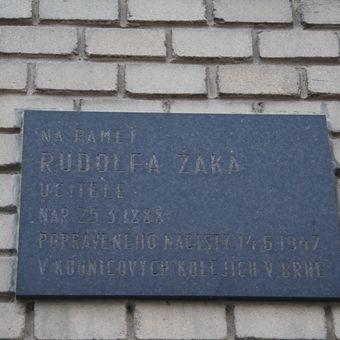 NA PAMĚŤ
RUDOLFA ŽÁKA
UČITELE
NAR. 25.3.1888
POPRAVENÉHO NACISTY 14.6.1942
V KOUNICOVÝCH KOLEJÍCH V BRNĚ